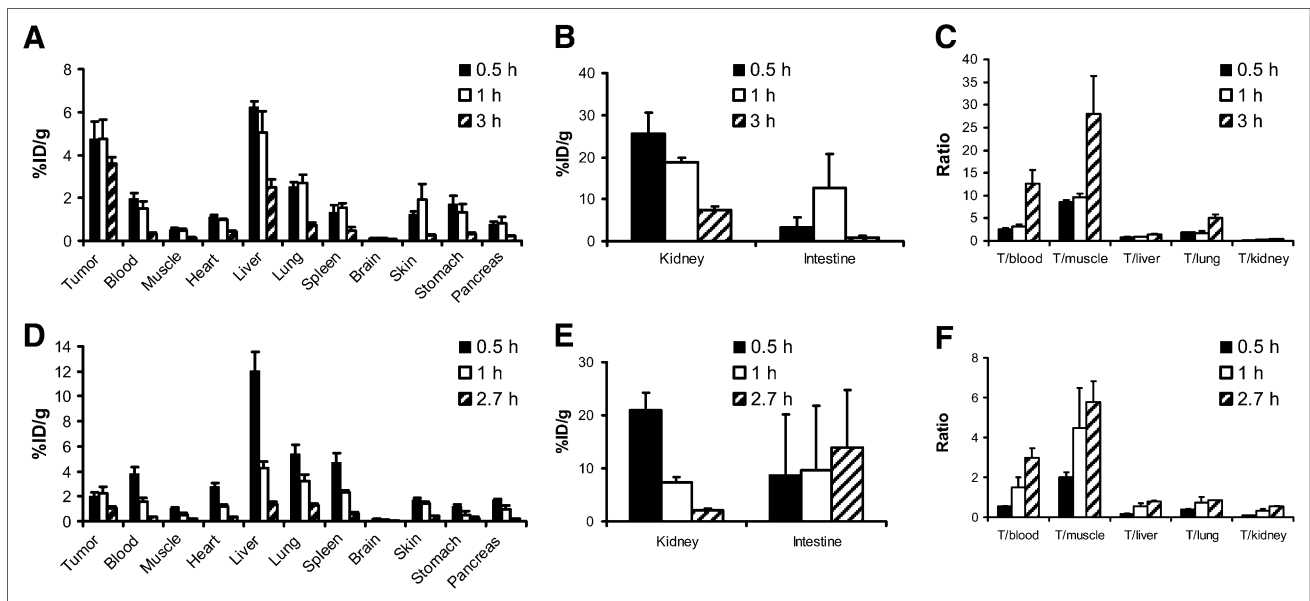 A
8
6
4
2
0
%ID/g
0.5 h
1 h
3 h
Tumor
Blood
Muscle
Heart
Liver
Lung
Spleen
Brain
Skin
Stomach
Pancreas
B
40
30
20
10
0
%ID/g
0.5 h
1 h
3 h
Kidney
Intestine
C
40
35
30
25
20
15
10
5
0
Ratio
0.5 h
1 h
3 h
T/blood
T/muscle
T/liver
T/lung
T/kidney
D
14
12
10
8
6
4
2
0
%ID/g
0.5 h
1 h
2.7 h
Tumor
Blood
Muscle
Heart
Liver
Lung
Spleen
Brain
Skin
Stomach
Pancreas
E
30
20
10
0
%ID/g
0.5 h
1 h
2.7 h
Kidney
Intestine
F
8
6
4
2
0
Ratio
0.5 h
1 h
2.7 h
T/blood
T/muscle
T/liver
T/lung
T/kidney